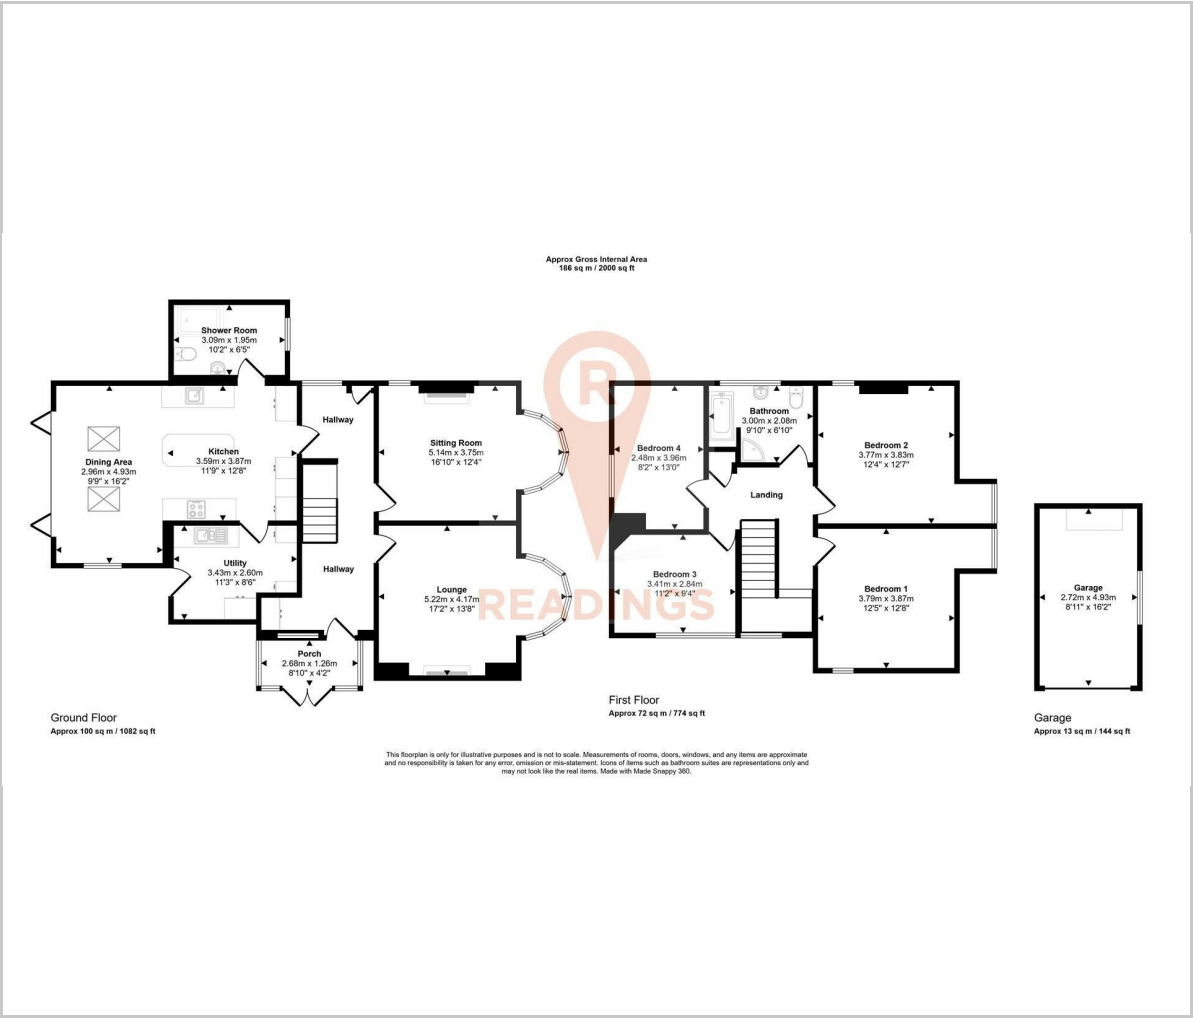 Approx Gross Internal Area
186 sq m / 2000 sq ft
Shower Room
3.09m x 1.95m
10'2" x 6'5"
Hallway
Kitchen
3.59m x 3.87m
11'9" x 12'8"
Dining Area
2.96m x 4.93m
9'9" x 16'2"
Sitting Room
5.14m x 3.75m
16'10" x 12'4"
Utility
3.43m x 2.60m
11'3" x 8'6"
Hallway
Lounge
5.22m x 4.17m
17'2" x 13'8"
Porch
2.68m x 1.26m
8'10" x 4'2"
Ground Floor
Approx 100 sq m / 1082 sq ft
R
READINGS
Bathroom
3.00m x 2.08m
9'10" x 6'10"
Bedroom 4
2.48m x 3.96m
8'2" x 13'0"
Bedroom 2
3.77m x 3.83m
12'4" x 12'7"
Landing
Bedroom 3
3.41m x 2.84m
11'2" x 9'4"
Bedroom 1
3.79m x 3.87m
12'5" x 12'8"
First Floor
Approx 72 sq m / 774 sq ft
Garage
2.72m x 4.93m
8'11" x 16'2"
Garage
Approx 13 sq m / 144 sq ft
This floorplan is only for illustrative purposes and is not to scale. Measurements of rooms, doors, windows, and any items are approximate
and no responsibility is taken for any error, omission or mis-statement. Icons of items such as bathroom suites are representations only and
may not look like the real items. Made with Made Snappy 360.